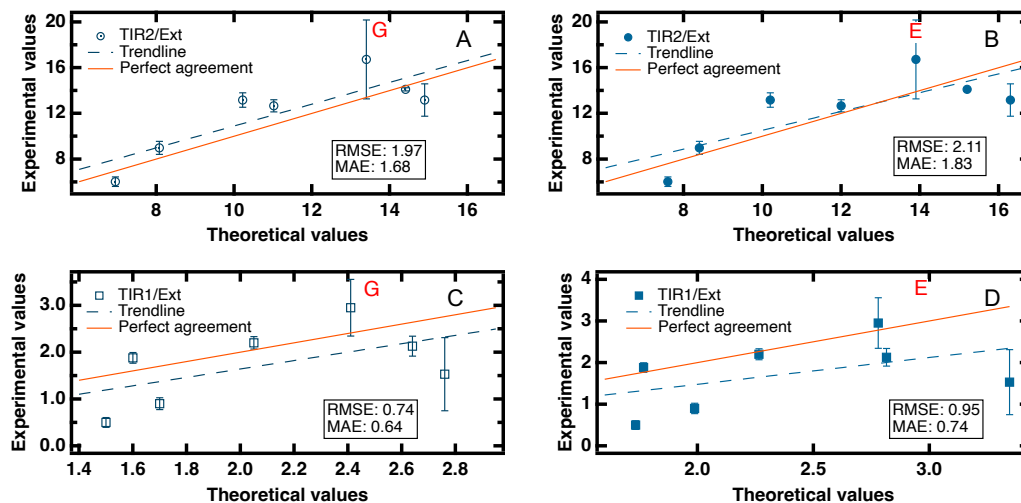 G
A
TIR2/Ext
Trendline
Perfect agreement
RMSE: 1.97
MAE: 1.68
Experimental values
20
16
12
8
8
10
12
14
16
Theoretical values
E
B
TIR2/Ext
Trendline
Perfect agreement
RMSE: 2.11
MAE: 1.83
Experimental values
20
16
12
8
8
10
12
14
16
Theoretical values
G
C
TIR1/Ext
Trendline
Perfect agreement
RMSE: 0.74
MAE: 0.64
Experimental values
3.0
2.0
1.0
0.0
1.4
1.6
1.8
2.0
2.2
2.4
2.6
2.8
Theoretical values
E
D
TIR1/Ext
Trendline
Perfect agreement
RMSE: 0.95
MAE: 0.74
Experimental values
4
3
2
1
0
2.0
2.5
3.0
Theoretical values